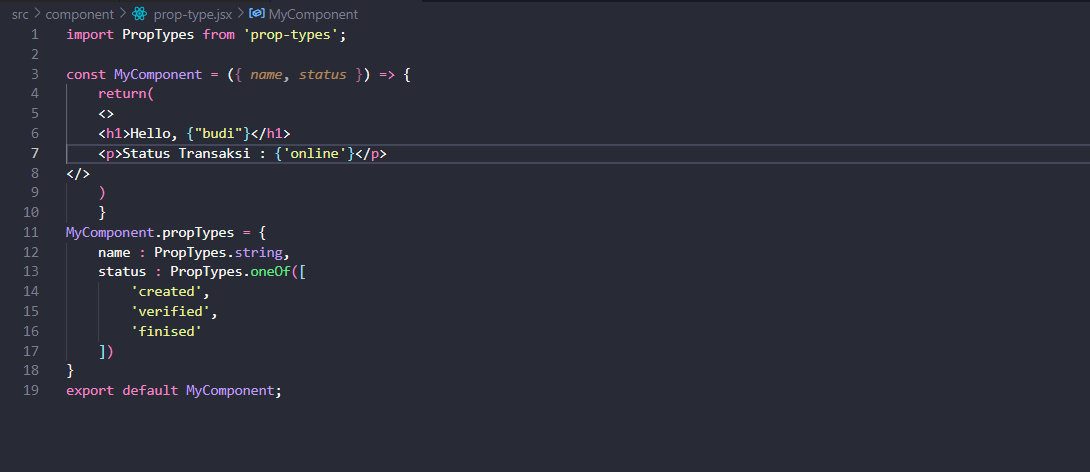 src > component > prop-type.jsx > MyComponent
1 import PropTypes from 'prop-types';
2
3 const MyComponent = ({ name, status }) => {
4     return(
5     <>
6     <h1>Hello, {"budi"}</h1>
7     <p>Status Transaksi : {'online'}</p>
8 </>
9     )
10     }
11 MyComponent.propTypes = {
12     name : PropTypes.string,
13     status : PropTypes.oneOf([
14         'created',
15         'verified',
16         'finised'
17     ])
18 }
19 export default MyComponent;